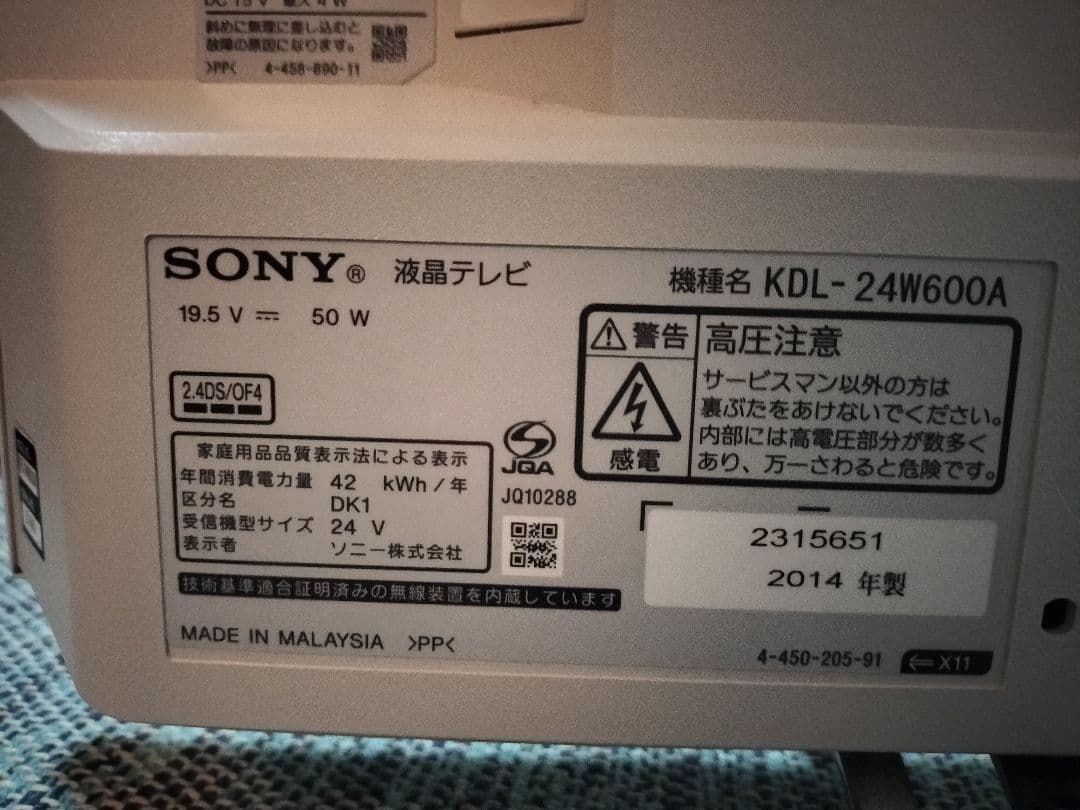 DC 15 V 最大 4 W
斜めに無理に差し込むと
故障の原因になります。
>PP< 4-458-890-11
SONY® 液晶テレビ
機種名 KDL-24W600A
19.5 V ⎓ 50 W
2.4DS/OF4
家庭用品品質表示法による表示
年間消費電力量 42 kWh/年
区分名 DK1
受信機型サイズ 24 V
表示者 ソニー株式会社
JQA
JQ10288
警告 高圧注意
感電
サービスマン以外の方は
裏ぶたをあけないでください。
内部には高電圧部分が数多く
あり、万一さわると危険です。
2315651
2014 年製
技術基準適合証明済みの無線装置を内蔵しています
MADE IN MALAYSIA >PP<
4-450-205-91 ⇐ X11